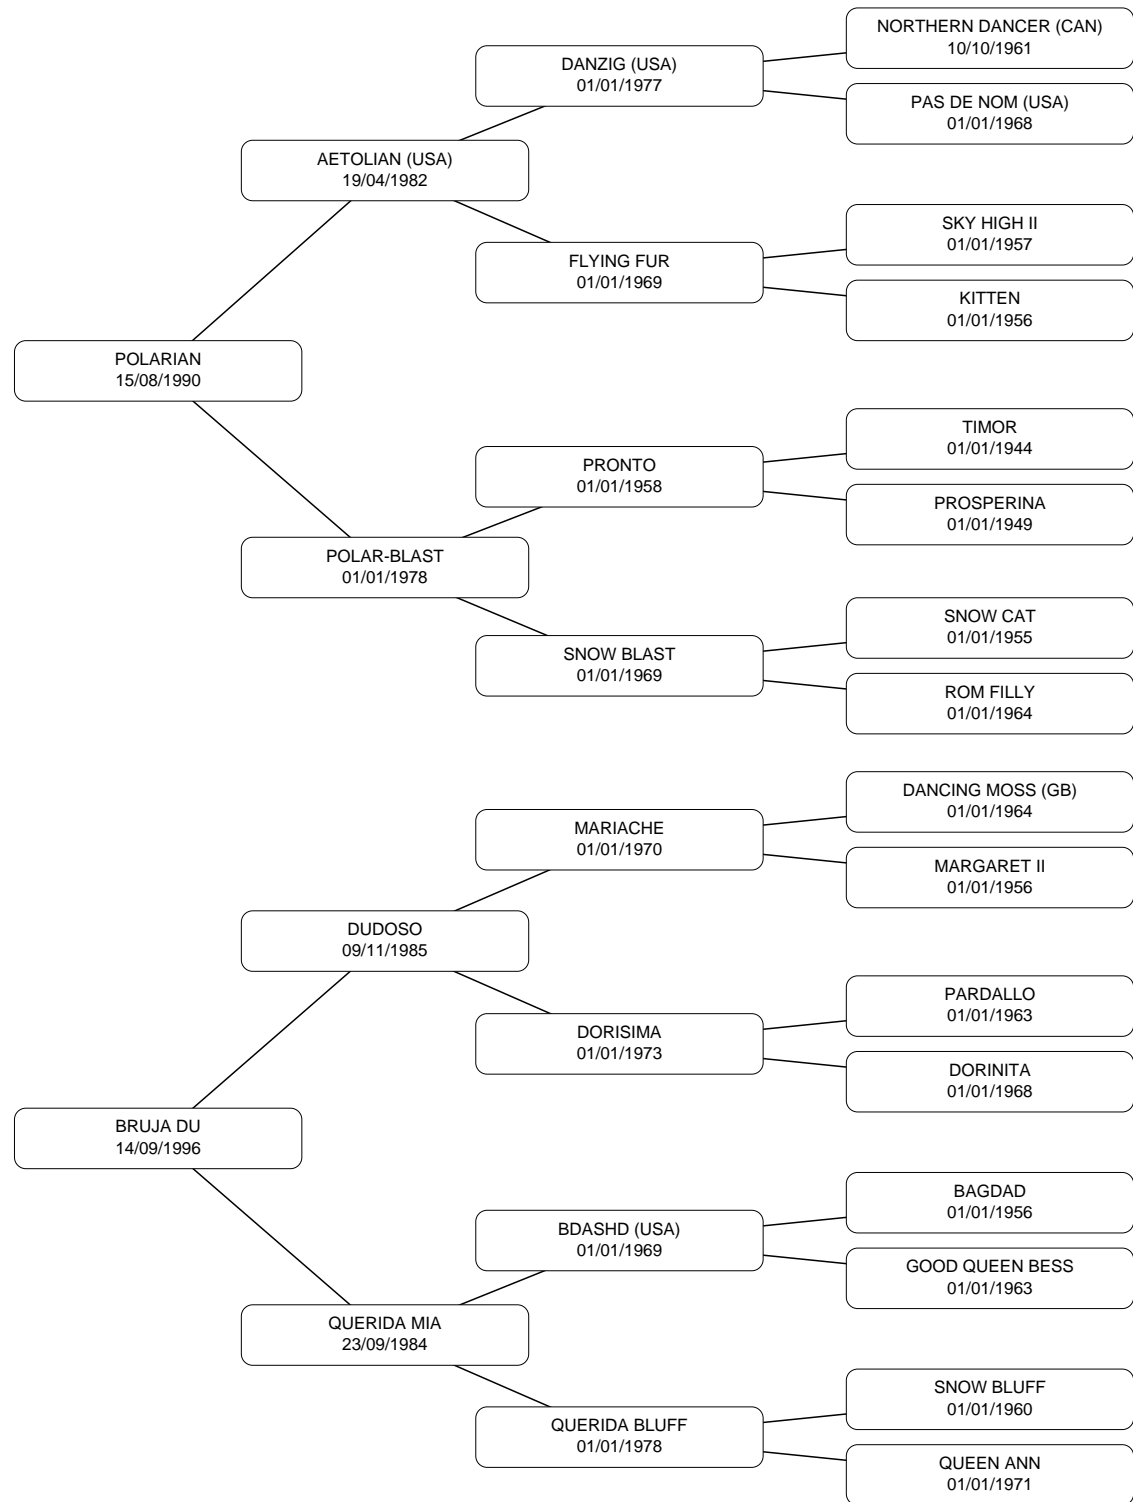 NORTHERN DANCER (CAN)
10/10/1961
DANZIG (USA)
01/01/1977
PAS DE NOM (USA)
01/01/1968
AETOLIAN (USA)
19/04/1982
SKY HIGH II
01/01/1957
FLYING FUR
01/01/1969
KITTEN
01/01/1956
POLARIAN
15/08/1990
TIMOR
01/01/1944
PRONTO
01/01/1958
PROSPERINA
01/01/1949
POLAR-BLAST
01/01/1978
SNOW CAT
01/01/1955
SNOW BLAST
01/01/1969
ROM FILLY
01/01/1964
DANCING MOSS (GB)
01/01/1964
MARIACHE
01/01/1970
MARGARET II
01/01/1956
DUDOSO
09/11/1985
PARDALLO
01/01/1963
DORISIMA
01/01/1973
DORINITA
01/01/1968
BRUJA DU
14/09/1996
BAGDAD
01/01/1956
BDASHD (USA)
01/01/1969
GOOD QUEEN BESS
01/01/1963
QUERIDA MIA
23/09/1984
SNOW BLUFF
01/01/1960
QUERIDA BLUFF
01/01/1978
QUEEN ANN
01/01/1971